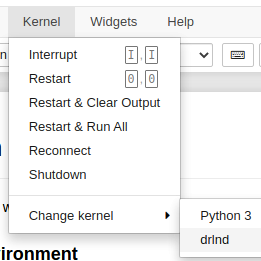 Kernel Widgets Help
Interrupt I,I
Restart 0,0
Restart & Clear Output
Restart & Run All
Reconnect
Shutdown
Change kernel
Python 3
drlnd
vironment